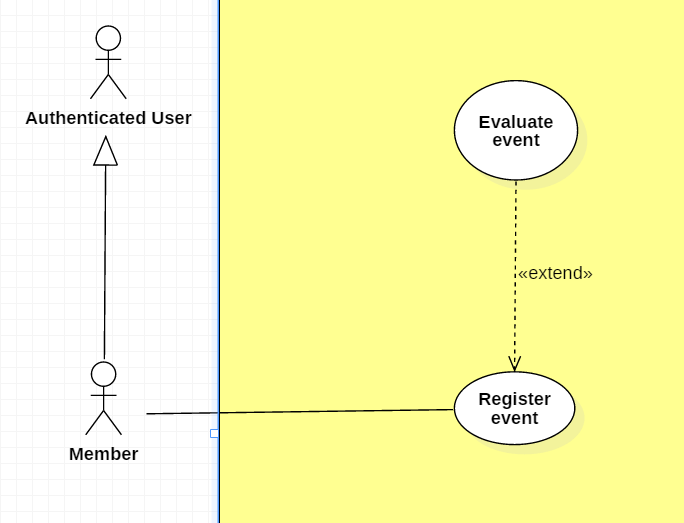 Authenticated User
Evaluate
event
«extend»
Register
event
Member